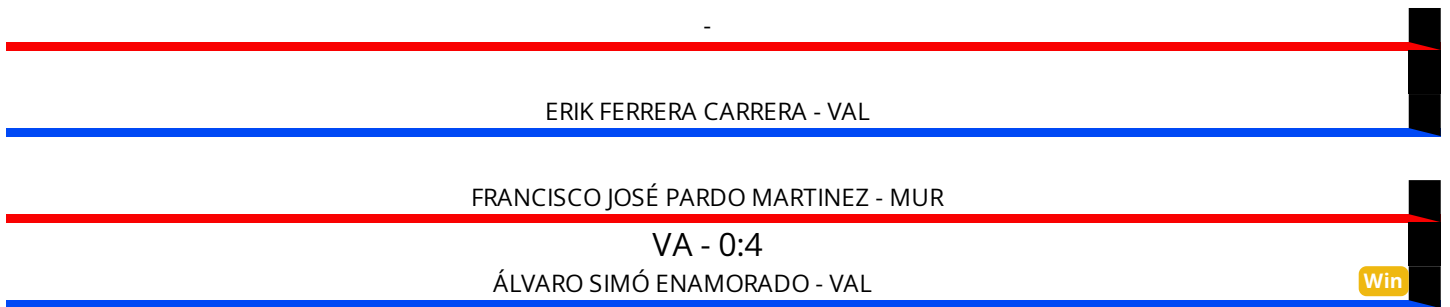 -
ERIK FERRERA CARRERA - VAL
FRANCISCO JOSÉ PARDO MARTINEZ - MUR
VA - 0:4
ÁLVARO SIMÓ ENAMORADO - VAL
Win